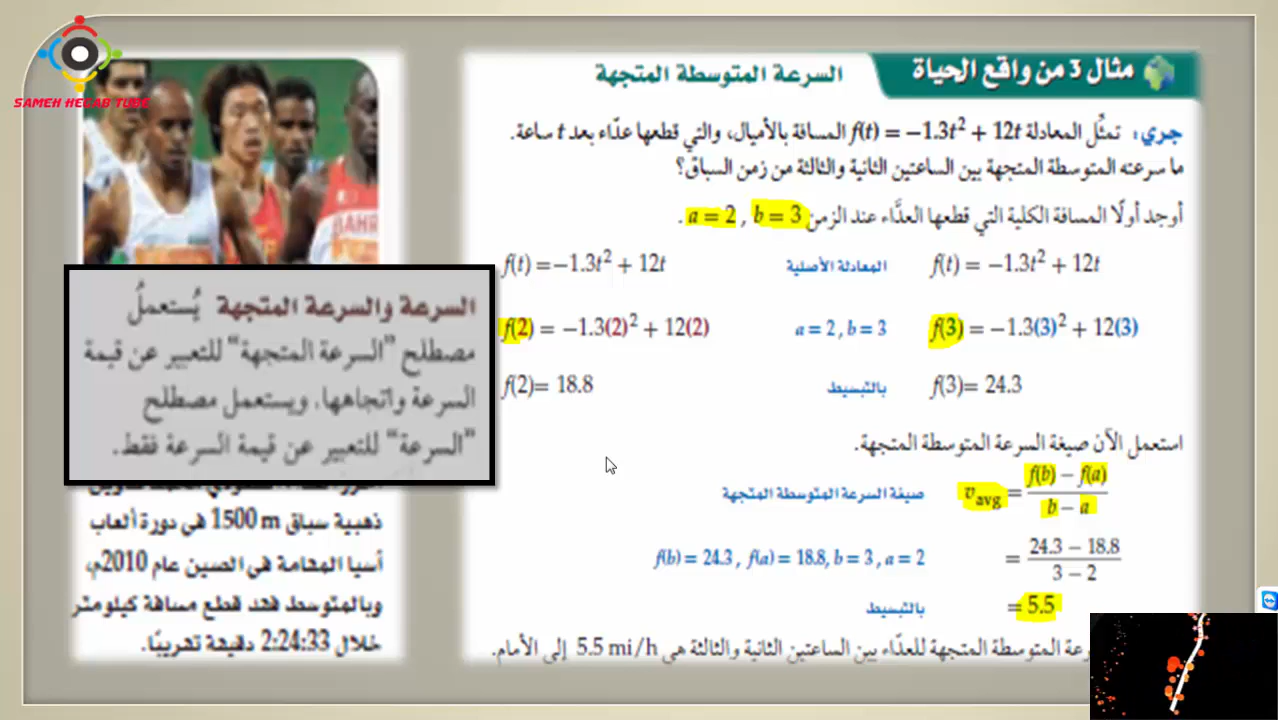 SAMEH HEGAB TUBE
مثال 3 من واقع الحياة السرعة المتوسطة المتجهة
جري: تمثِّل المعادلة f(t) = −1.3t² + 12t المسافة بالأميال، والتي قطعها عدّاء بعد t ساعة.
ما سرعته المتوسطة المتجهة بين الساعتين الثانية والثالثة من زمن السباق؟
أوجد أولًا المسافة الكلية التي قطعها العدَّاء عند الزمن a = 2 , b = 3 .
f(t) = −1.3t² + 12t المعادلة الأصلية f(t) = −1.3t² + 12t
f(2) = −1.3(2)² + 12(2) a = 2 , b = 3 f(3) = −1.3(3)² + 12(3)
f(2)= 18.8 بالتبسيط f(3)= 24.3
استعمل الآن صيغة السرعة المتوسطة المتجهة.
صيغة السرعة المتوسطة المتجهة v avg = f(b) − f(a) / b − a
f(b) = 24.3 , f(a) = 18.8, b = 3 , a = 2 = 24.3 − 18.8 / 3 − 2
بالتبسيط = 5.5
المتوسطة المتجهة للعدّاء بين الساعتين الثانية والثالثة هي 5.5 mi/h إلى الأمام.
BAHR
السرعة والسرعة المتجهة يُستعملُ
مصطلح "السرعة المتجهة" للتعبير عن قيمة
السرعة واتجاهها. ويستعمل مصطلح
"السرعة" للتعبير عن قيمة السرعة فقط.
ذهبية سباق 1500 m في دورة ألعاب
آسيا المقامة في الصين عام 2010م،
وبالمتوسط فقد قطع مسافة كيلومتر
خلال 2:24:33 دقيقة تقريبًا.